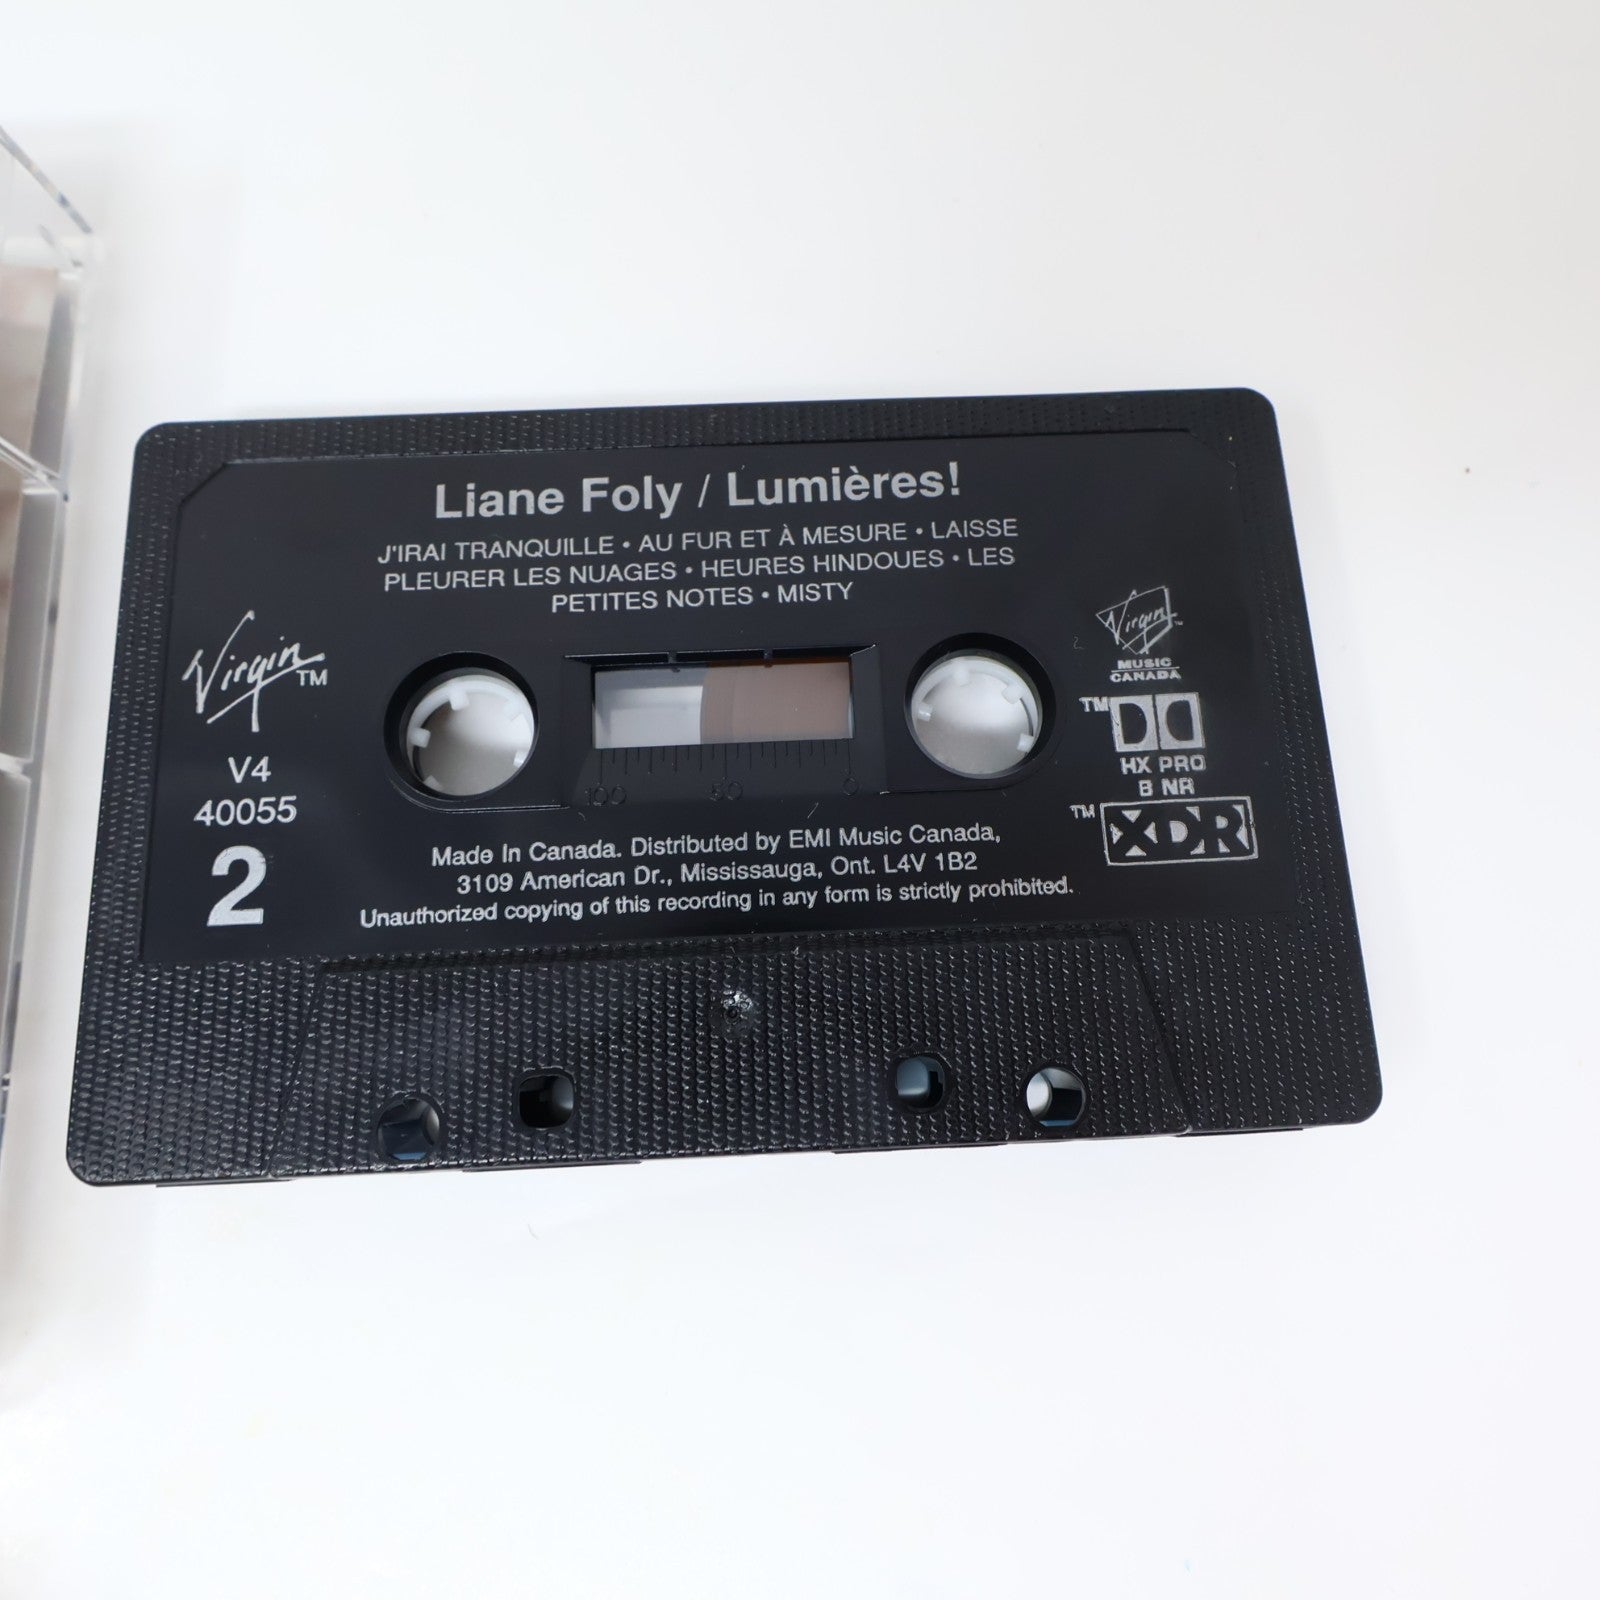 Liane Foly / Lumières!
J'IRAI TRANQUILLE • AU FUR ET À MESURE • LAISSE
PLEURER LES NUAGES • HEURES HINDOUES • LES
PETITES NOTES • MISTY
Virgin TM
V4
40055
2
Virgin TM
MUSIC
CANADA
TM
HX PRO
B NR
TM XDR
100 50 0
Made In Canada. Distributed by EMI Music Canada,
3109 American Dr., Mississauga, Ont. L4V 1B2
Unauthorized copying of this recording in any form is strictly prohibited.